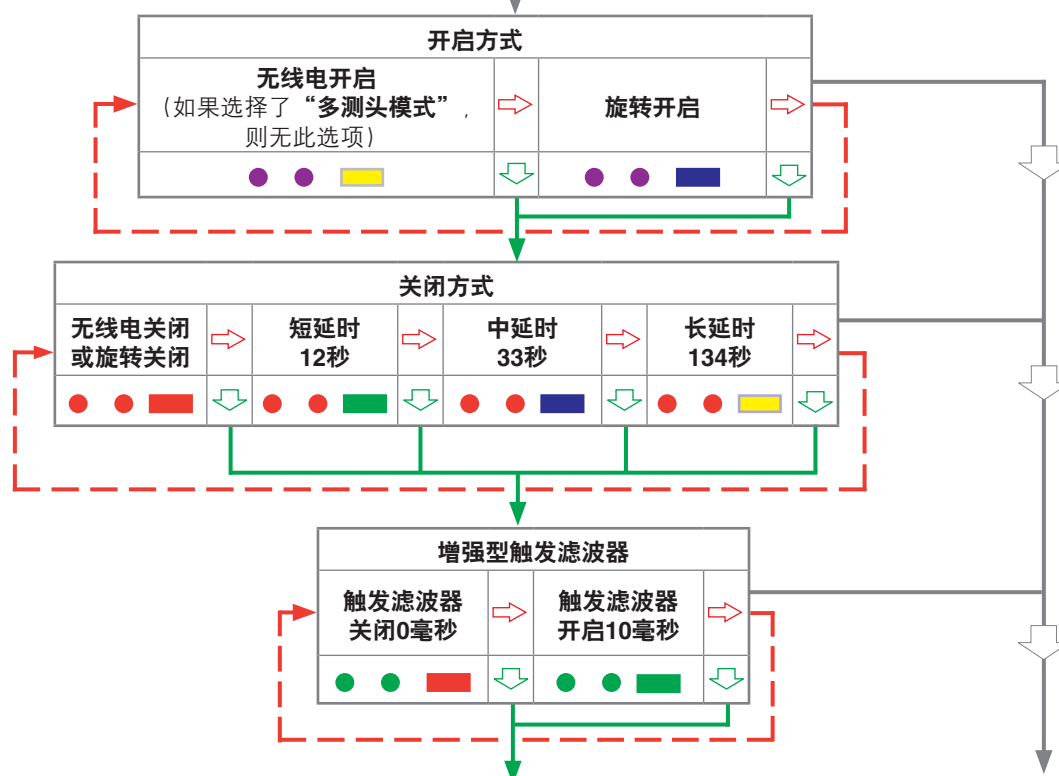 开启方式
无线电开启
（如果选择了“多测头模式”，
则无此选项）
旋转开启
关闭方式
无线电关闭
或旋转关闭
短延时
12秒
中延时
33秒
长延时
134秒
增强型触发滤波器
触发滤波器
关闭0毫秒
触发滤波器
开启10毫秒